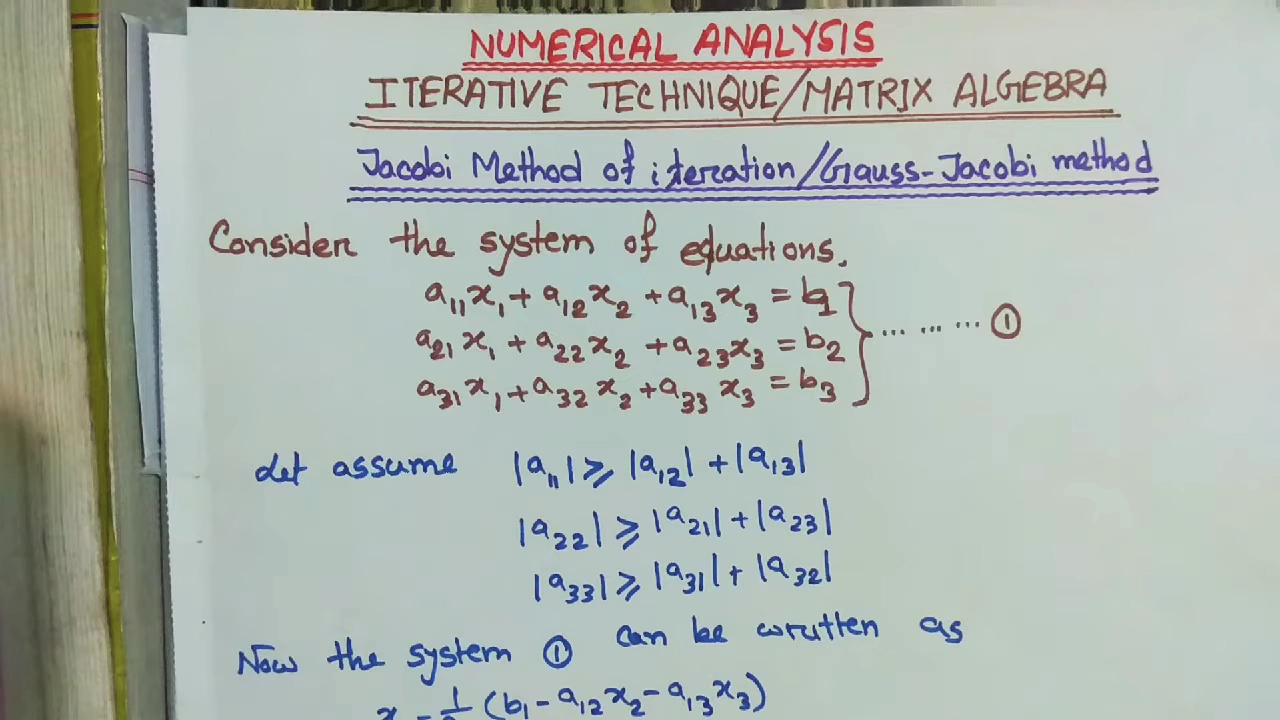 NUMERICAL ANALYSIS
ITERATIVE TECHNIQUE/MATRIX ALGEBRA
Jacobi Method of iteration/Gauss-Jacobi method
Consider the system of equations.
a₁₁x₁ + a₁₂x₂ + a₁₃x₃ = b₁
a₂₁x₁ + a₂₂x₂ + a₂₃x₃ = b₂ ... ... ... ①
a₃₁x₁ + a₃₂x₂ + a₃₃x₃ = b₃
Let assume |a₁₁| ⩾ |a₁₂| + |a₁₃|
|a₂₂| ⩾ |a₂₁| + |a₂₃|
|a₃₃| ⩾ |a₃₁| + |a₃₂|
Now the system ① can be written as
(b₁ - a₁₂x₂ - a₁₃x₃)